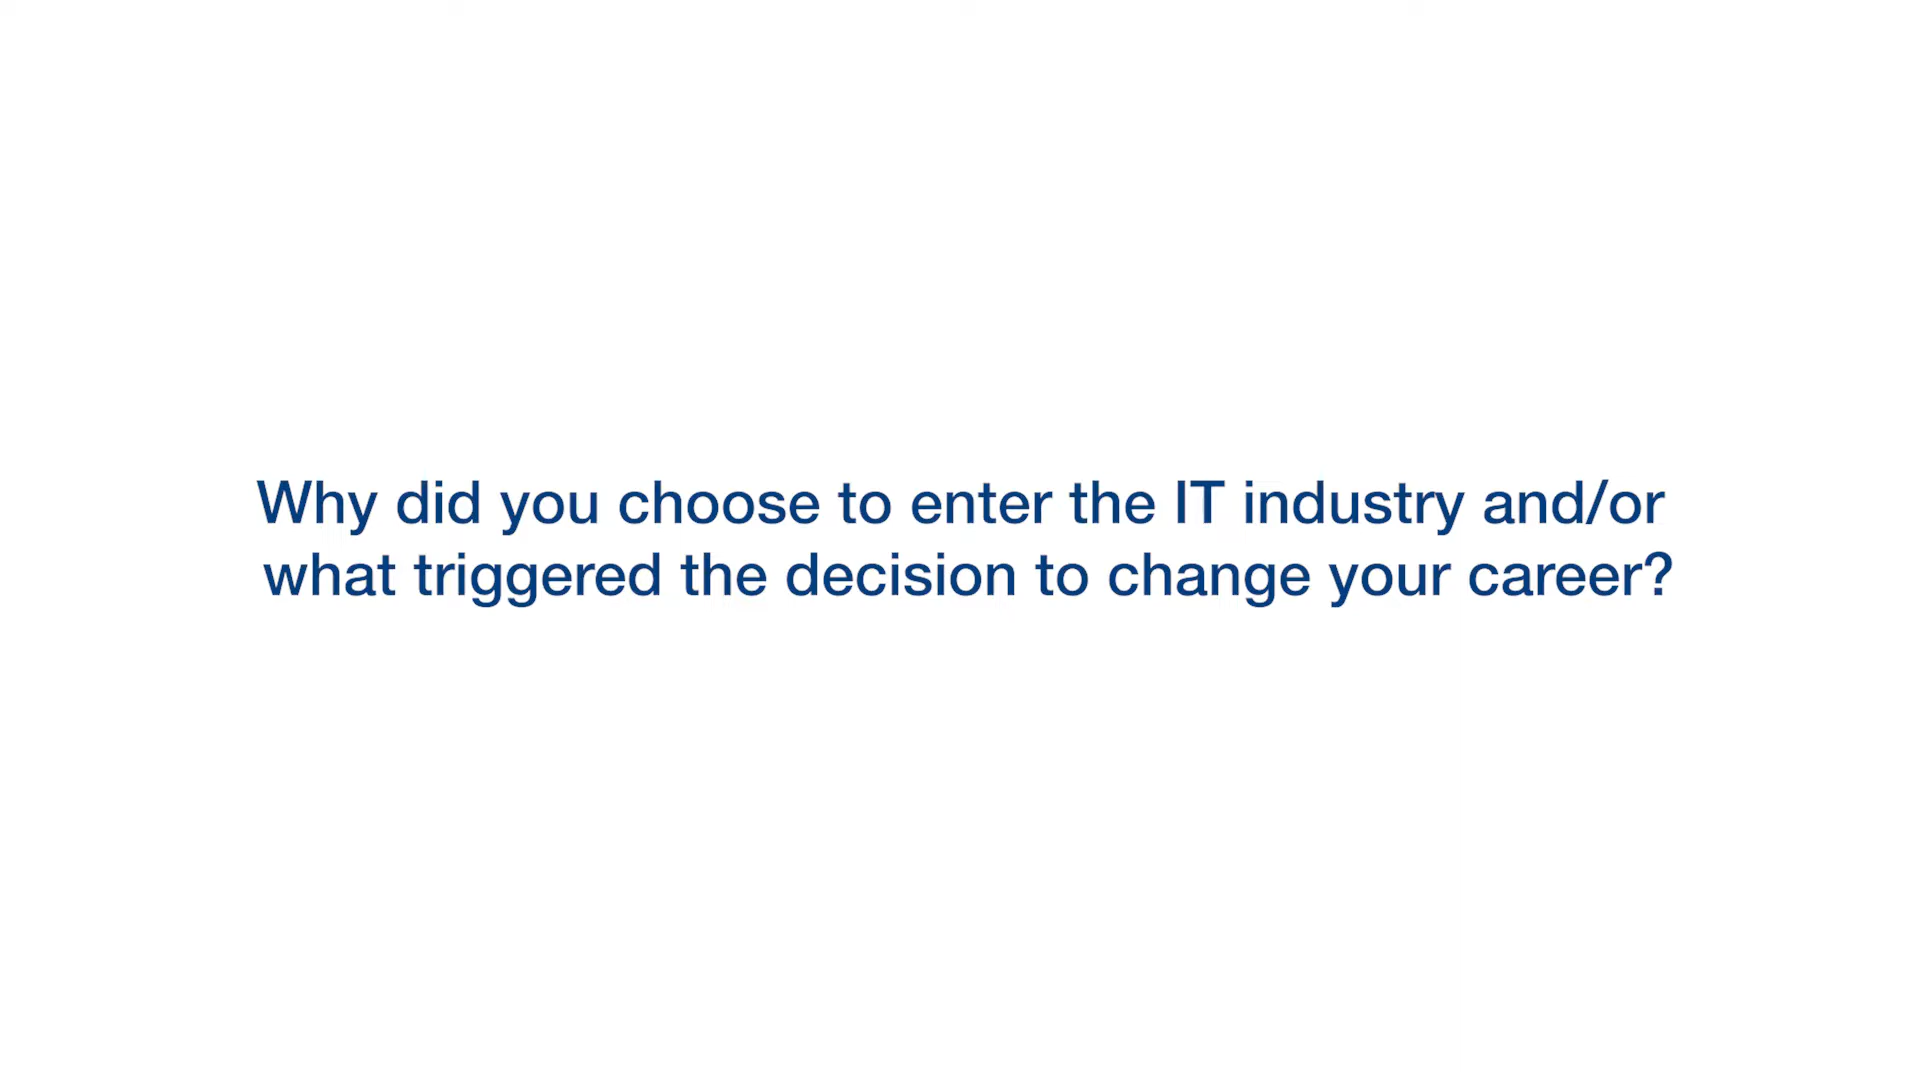 Why did you choose to enter the IT industry and/or
what triggered the decision to change your career?